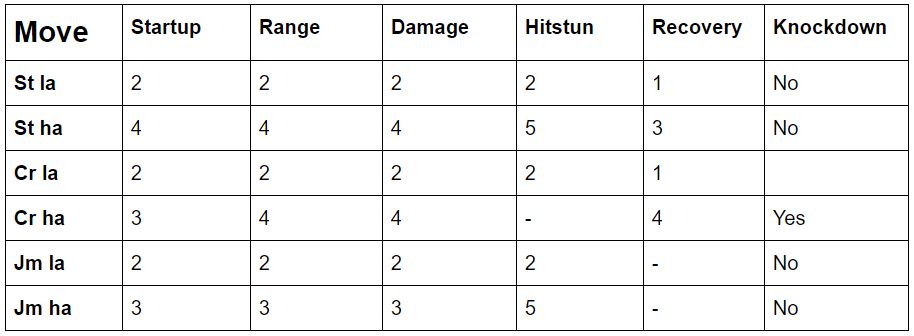 Move Startup Range Damage Hitstun Recovery Knockdown
St la 2 2 2 2 1 No
St ha 4 4 4 5 3 No
Cr la 2 2 2 2 1
Cr ha 3 4 4 - 4 Yes
Jm la 2 2 2 2 - No
Jm ha 3 3 3 5 - No